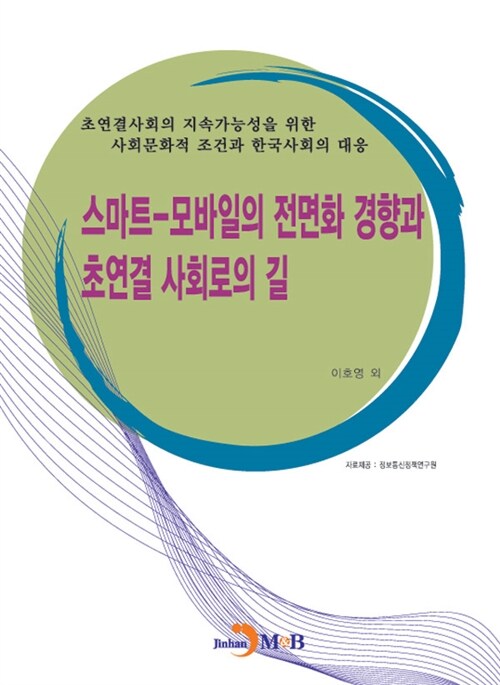 초연결사회의 지속가능성을 위한
사회문화적 조건과 한국사회의 대응
스마트-모바일의 전면화 경향과
초연결 사회로의 길
이호영 외
자료제공 : 정보통신정책연구원
Jinhan M&B